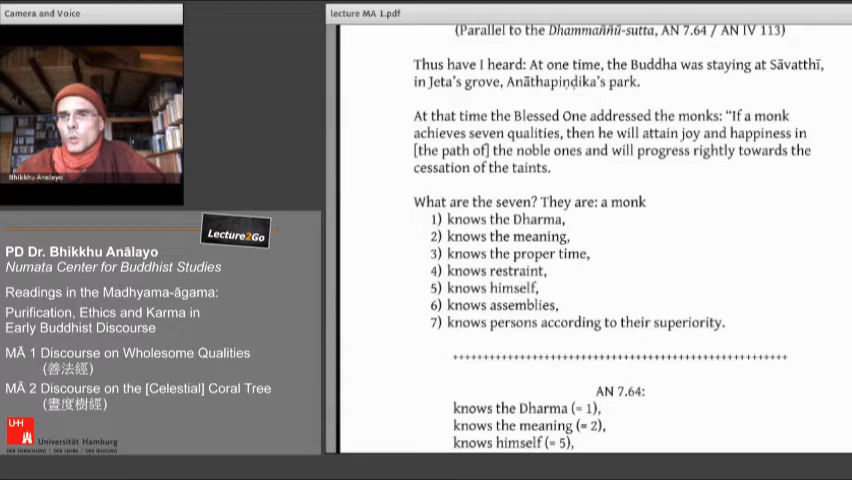 Camera and Voice
Bhikkhu Analayo
Lecture2Go
PD Dr. Bhikkhu Anālayo
Numata Center for Buddhist Studies
Readings in the Madhyama-āgama:
Purification, Ethics and Karma in
Early Buddhist Discourse
MĀ 1 Discourse on Wholesome Qualities
(善法經)
MĀ 2 Discourse on the [Celestial] Coral Tree
(晝度樹經)
UH
Universität Hamburg
DER FORSCHUNG | DER LEHRE | DER BILDUNG
lecture MA 1.pdf
(Parallel to the Dhammaññū-sutta, AN 7.64 / AN IV 113)
Thus have I heard: At one time, the Buddha was staying at Sāvatthī,
in Jeta's grove, Anāthapiṇḍika's park.
At that time the Blessed One addressed the monks: “If a monk
achieves seven qualities, then he will attain joy and happiness in
[the path of] the noble ones and will progress rightly towards the
cessation of the taints.
What are the seven? They are: a monk
1) knows the Dharma,
2) knows the meaning,
3) knows the proper time,
4) knows restraint,
5) knows himself,
6) knows assemblies,
7) knows persons according to their superiority.
++++++++++++++++++++++++++++++++++++++++++++++++++++
AN 7.64:
knows the Dharma (= 1),
knows the meaning (= 2),
knows himself (= 5),